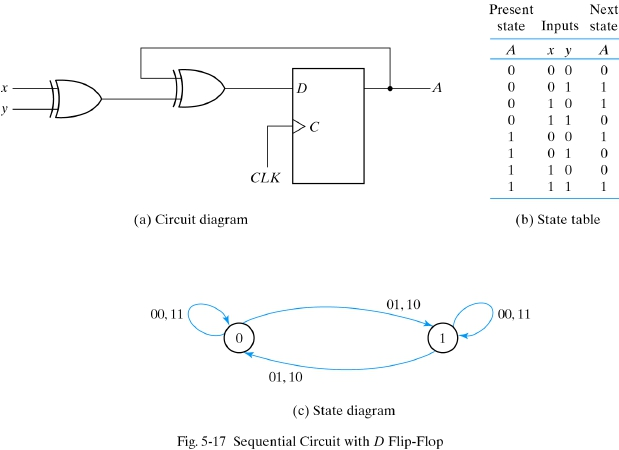 x
y
D
C
CLK
A
(a) Circuit diagram
Present Next
state Inputs state
A x y A
0 0 0 0
0 0 1 1
0 1 0 1
0 1 1 0
1 0 0 1
1 0 1 0
1 1 0 0
1 1 1 1
(b) State table
00, 11
0
01, 10
01, 10
1
00, 11
(c) State diagram
Fig. 5-17 Sequential Circuit with D Flip-Flop